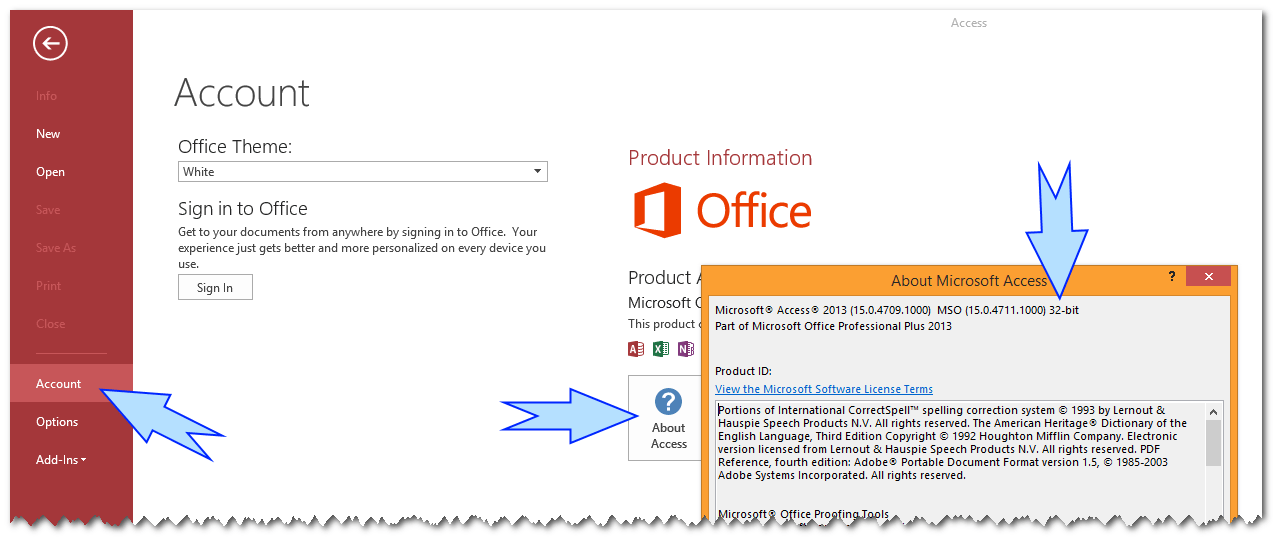 Access
Info
New
Open
Save
Save As
Print
Close
Account
Options
Add-Ins
Account
Office Theme:
White
Sign in to Office
Get to your documents from anywhere by signing in to Office. Your
experience just gets better and more personalized on every device you
use.
Sign In
Product Information
Office
Product
Microsoft
This product
About
Access
About Microsoft Access
?
Microsoft® Access® 2013 (15.0.4709.1000) MSO (15.0.4711.1000) 32-bit
Part of Microsoft Office Professional Plus 2013
Product ID:
View the Microsoft Software License Terms
Portions of International CorrectSpell™ spelling correction system © 1993 by Lernout &
Hauspie Speech Products N.V. All rights reserved. The American Heritage® Dictionary of the
English Language, Third Edition Copyright © 1992 Houghton Mifflin Company. Electronic
version licensed from Lernout & Hauspie Speech Products N.V. All rights reserved. PDF
Reference, fourth edition: Adobe® Portable Document Format version 1.5, © 1985-2003
Adobe Systems Incorporated. All rights reserved.
Microsoft® Office Proofing Tools